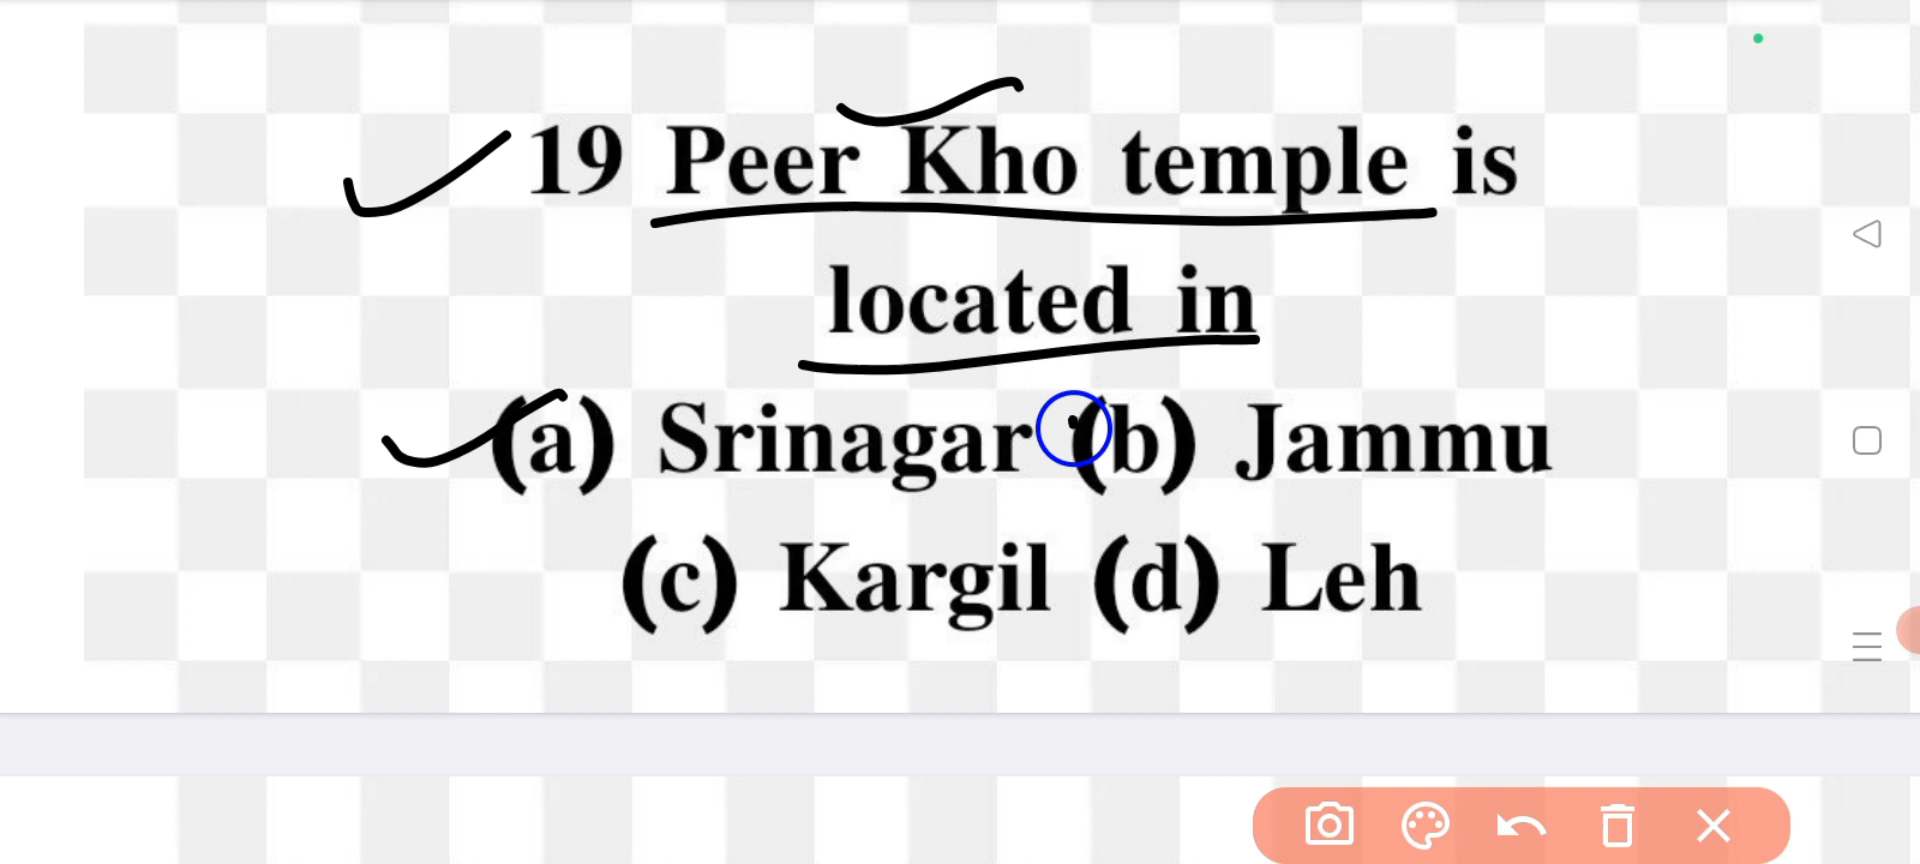 19 Peer Kho temple is
located in
(a) Srinagar (b) Jammu
(c) Kargil (d) Leh